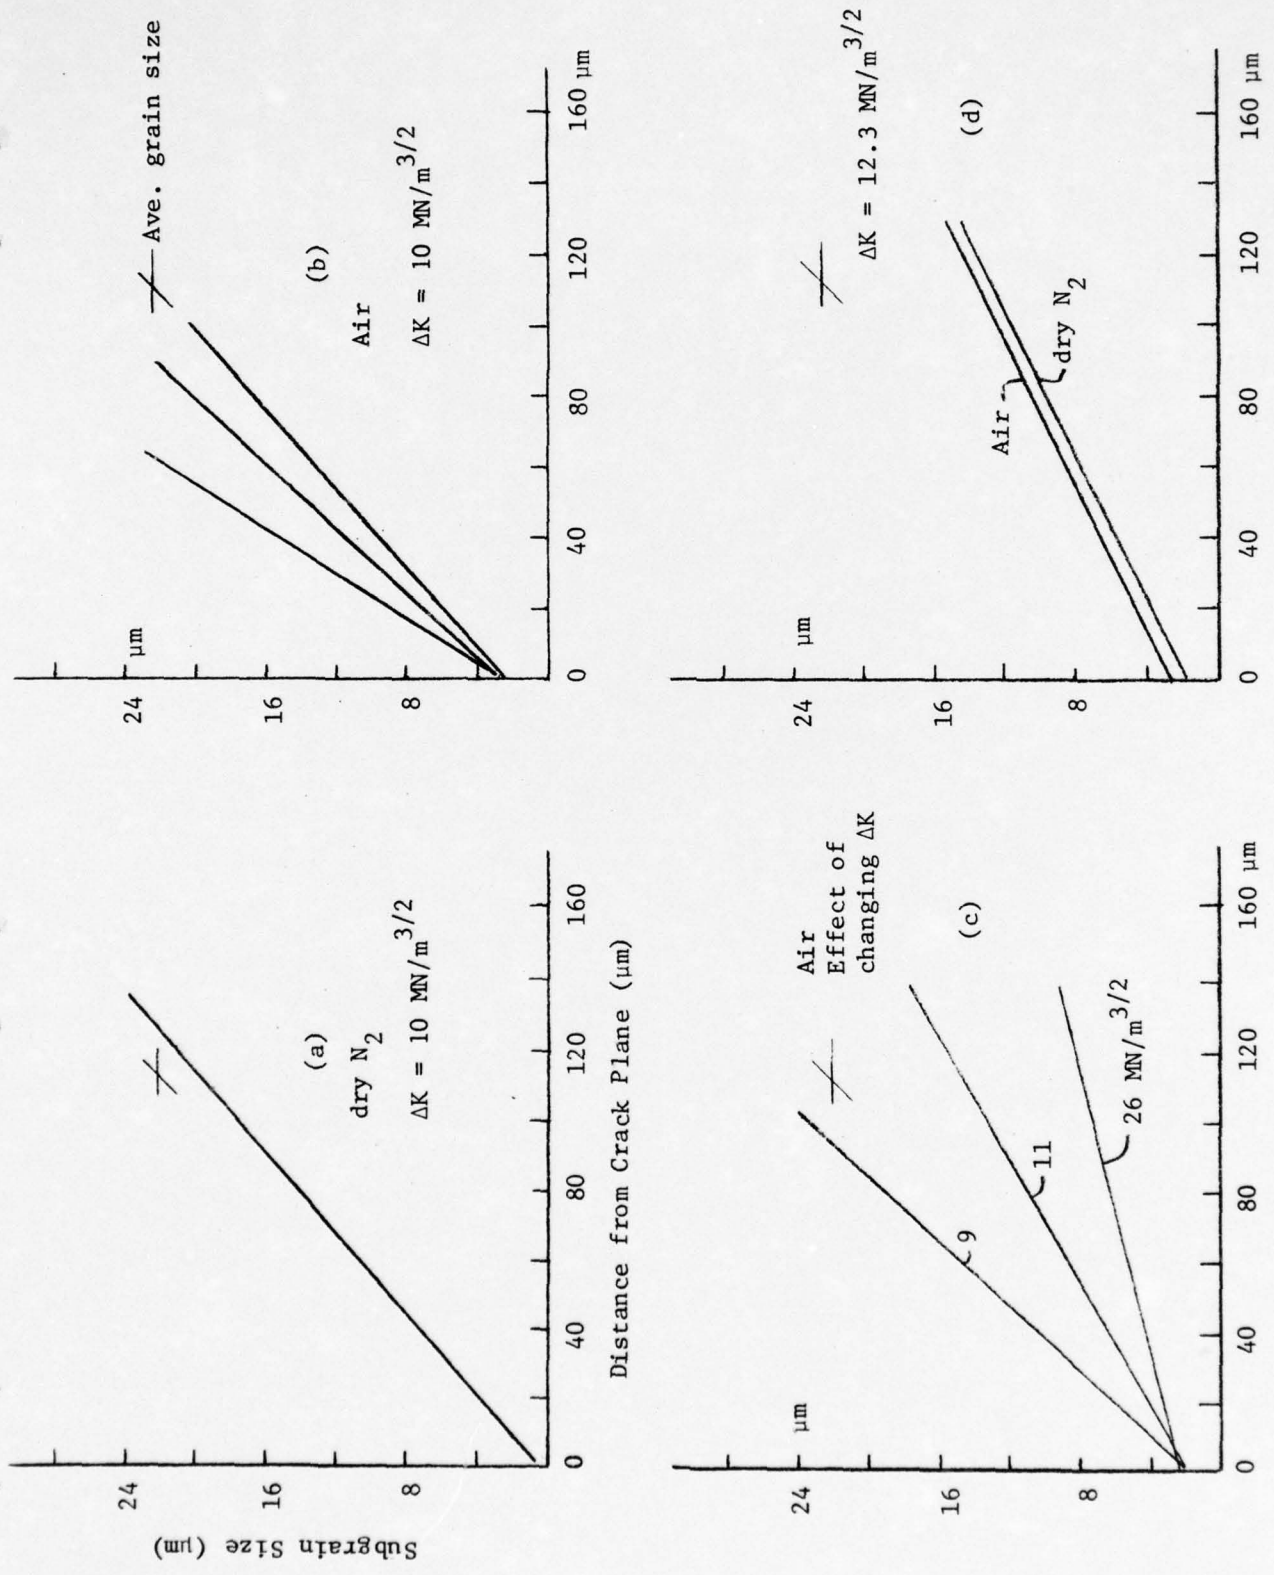 Subgrain Size (μm)
24
16
8
0
40
80
120
160
(a)
dry N2
ΔK = 10 MN/m3/2
Distance from Crack Plane (μm)
μm
24
16
8
0
40
80
120
160 μm
Ave. grain size
(b)
Air
ΔK = 10 MN/m3/2
μm
24
16
8
0
40
80
120
160 μm
Air
Effect of
changing ΔK
(c)
9
11
26 MN/m3/2
μm
24
16
8
0
40
80
120
160 μm
ΔK = 12.3 MN/m3/2
(d)
Air
dry N2